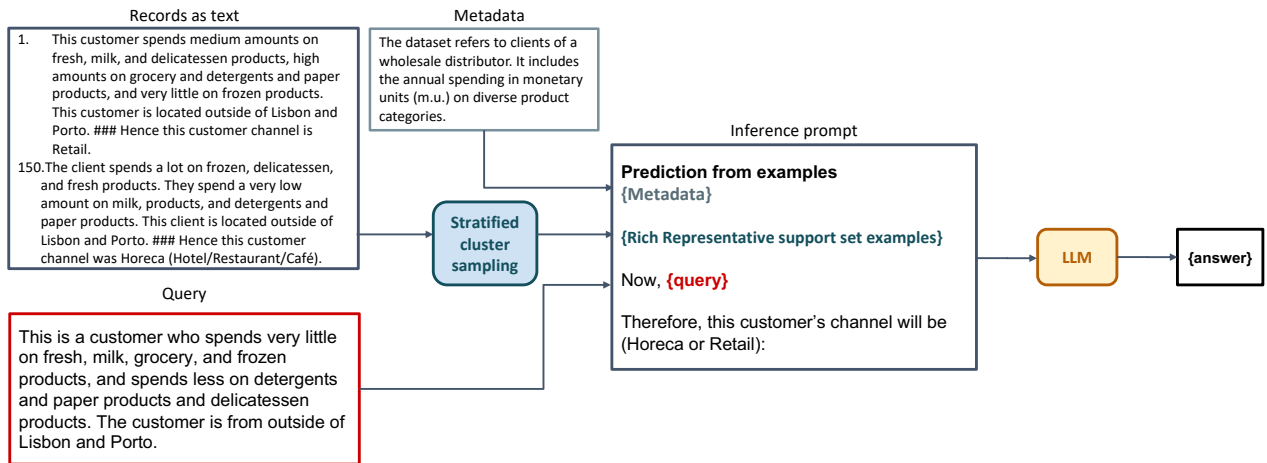 Records as text
1. This customer spends medium amounts on
fresh, milk, and delicatessen products, high
amounts on grocery and detergents and paper
products, and very little on frozen products.
This customer is located outside of Lisbon and
Porto. ### Hence this customer channel is
Retail.
150.The client spends a lot on frozen, delicatessen,
and fresh products. They spend a very low
amount on milk, products, and detergents and
paper products. This client is located outside of
Lisbon and Porto. ### Hence this customer
channel was Horeca (Hotel/Restaurant/Café).
Metadata
The dataset refers to clients of a
wholesale distributor. It includes
the annual spending in monetary
units (m.u.) on diverse product
categories.
Query
This is a customer who spends very little
on fresh, milk, grocery, and frozen
products, and spends less on detergents
and paper products and delicatessen
products. The customer is from outside of
Lisbon and Porto.
Stratified
cluster
sampling
Inference prompt
Prediction from examples
{Metadata}
{Rich Representative support set examples}
Now, {query}
Therefore, this customer's channel will be
(Horeca or Retail):
LLM
{answer}